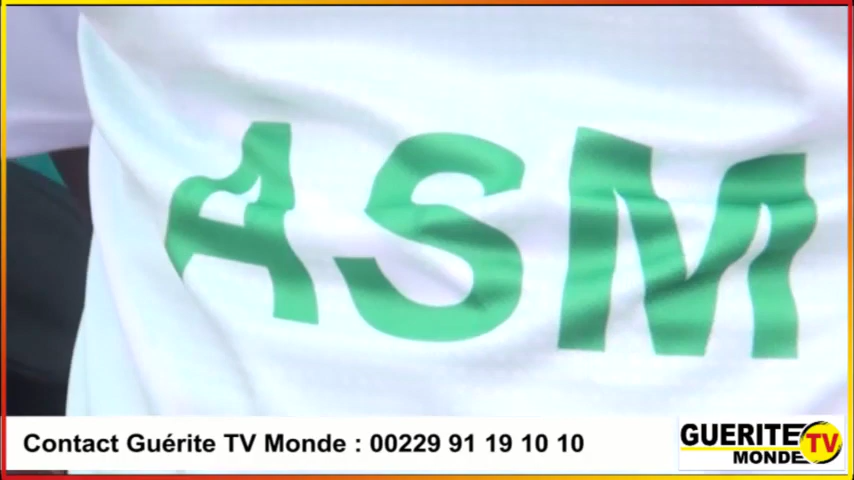 ASM
Contact Guérite TV Monde : 00229 91 19 10 10
GUERITE TV
MONDE